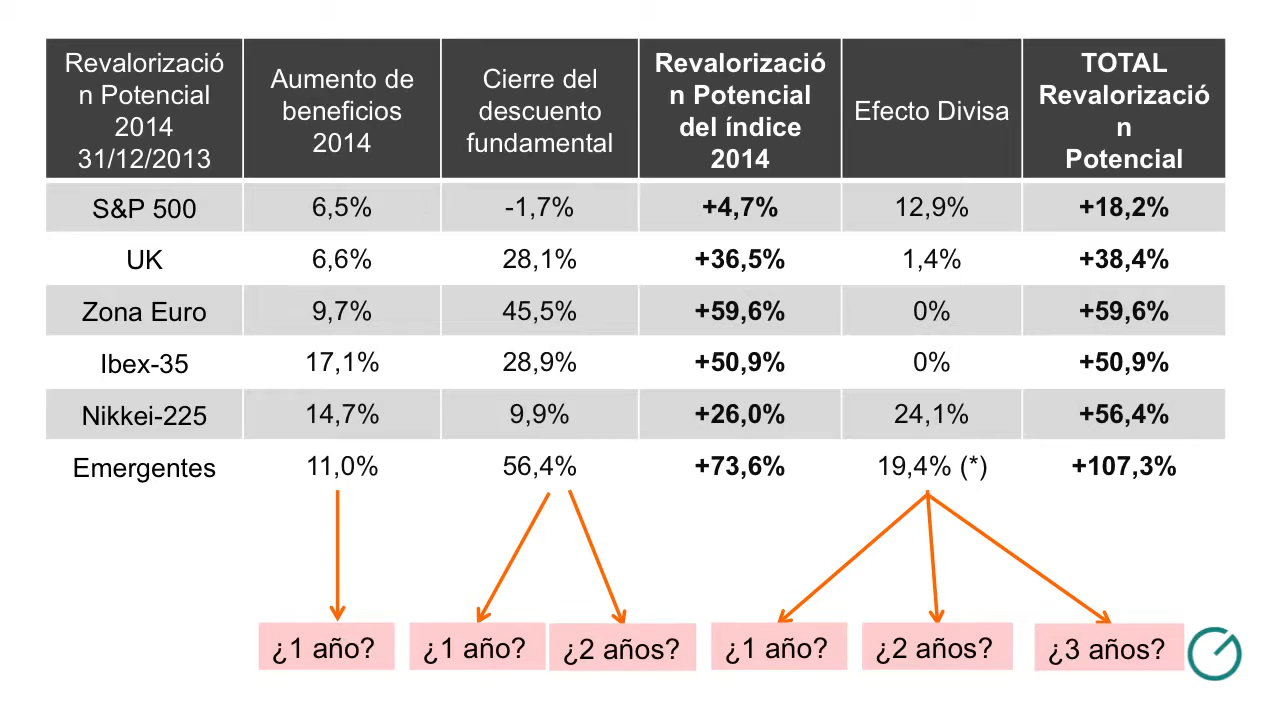 Revalorizació
n Potencial
2014
31/12/2013
Aumento de
beneficios
2014
Cierre del
descuento
fundamental
Revalorizació
n Potencial
del índice
2014
Efecto Divisa
TOTAL
Revalorizació
n
Potencial
S&P 500 6,5% -1,7% +4,7% 12,9% +18,2%
UK 6,6% 28,1% +36,5% 1,4% +38,4%
Zona Euro 9,7% 45,5% +59,6% 0% +59,6%
Ibex-35 17,1% 28,9% +50,9% 0% +50,9%
Nikkei-225 14,7% 9,9% +26,0% 24,1% +56,4%
Emergentes 11,0% 56,4% +73,6% 19,4% (*) +107,3%
¿1 año? ¿1 año? ¿2 años? ¿1 año? ¿2 años? ¿3 años?